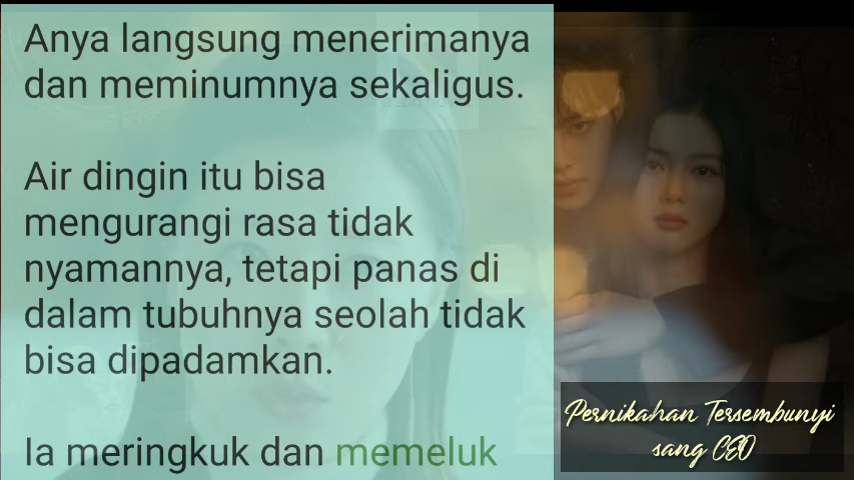 Anya langsung menerimanya
dan meminumnya sekaligus.
Air dingin itu bisa
mengurangi rasa tidak
nyamannya, tetapi panas di
dalam tubuhnya seolah tidak
bisa dipadamkan.
Ia meringkuk dan memeluk
Pernikahan Tersembunyi
sang CEO